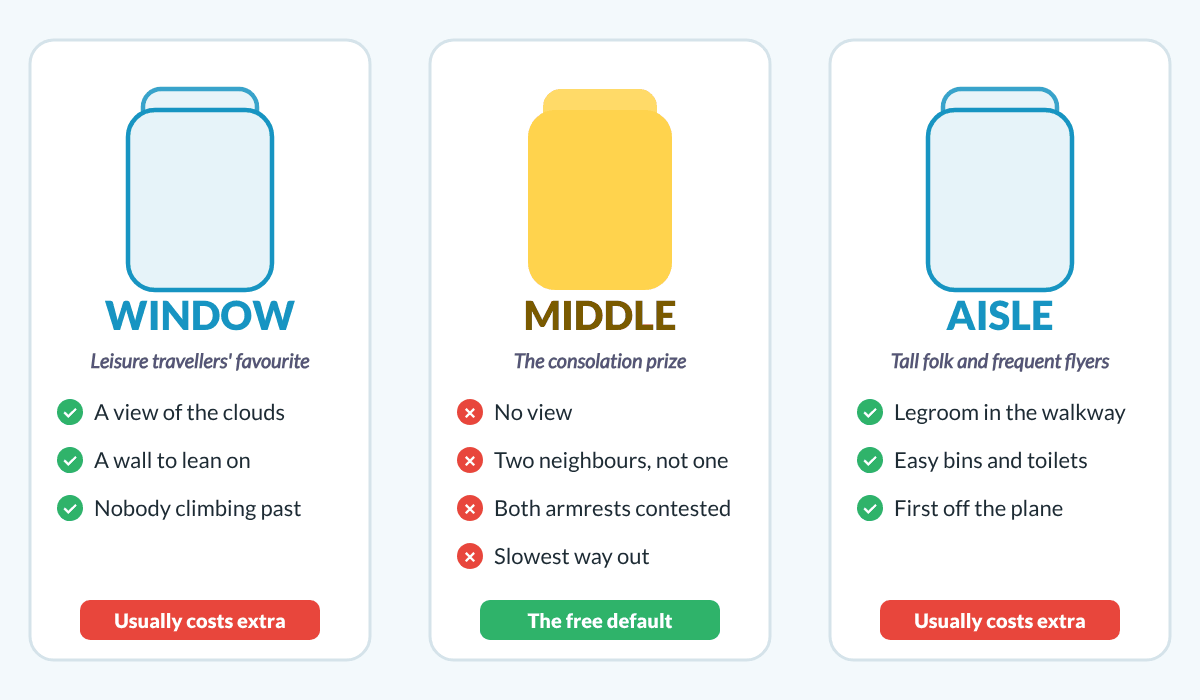 WINDOW
Leisure travellers' favourite
A view of the clouds
A wall to lean on
Nobody climbing past
Usually costs extra
MIDDLE
The consolation prize
No view
Two neighbours, not one
Both armrests contested
Slowest way out
The free default
AISLE
Tall folk and frequent flyers
Legroom in the walkway
Easy bins and toilets
First off the plane
Usually costs extra